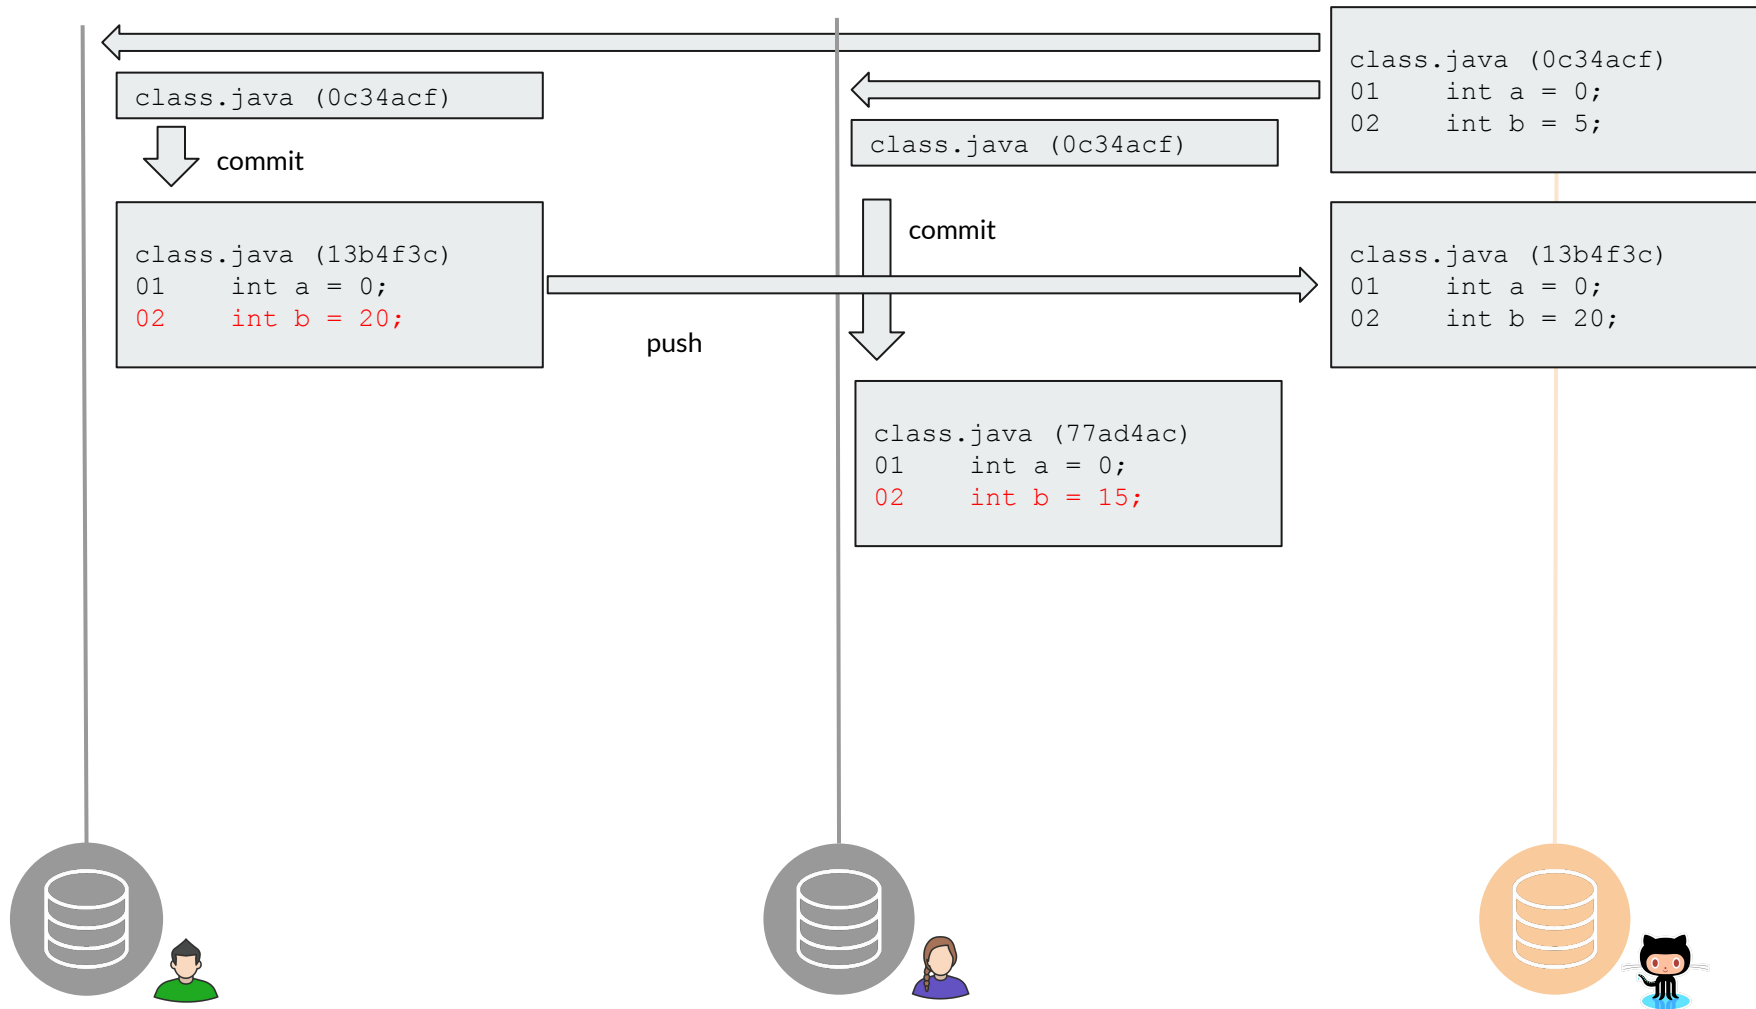 class.java (0c34acf)
01    int a = 0;
02    int b = 5;
class.java (0c34acf)
class.java (0c34acf)
commit
commit
class.java (13b4f3c)
01    int a = 0;
02    int b = 20;
push
class.java (13b4f3c)
01    int a = 0;
02    int b = 20;
class.java (77ad4ac)
01    int a = 0;
02    int b = 15;